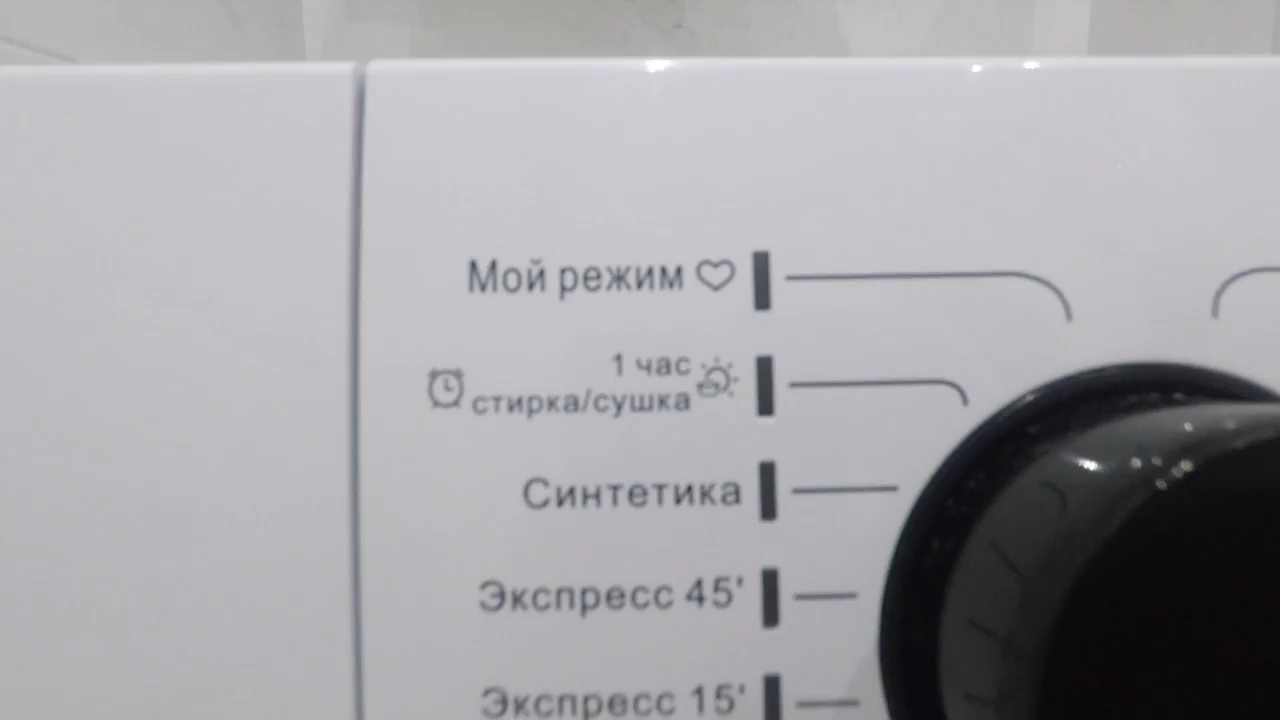 Мой режим
1 час
стирка/сушка
Синтетика
Экспресс 45'
Экспресс 15'